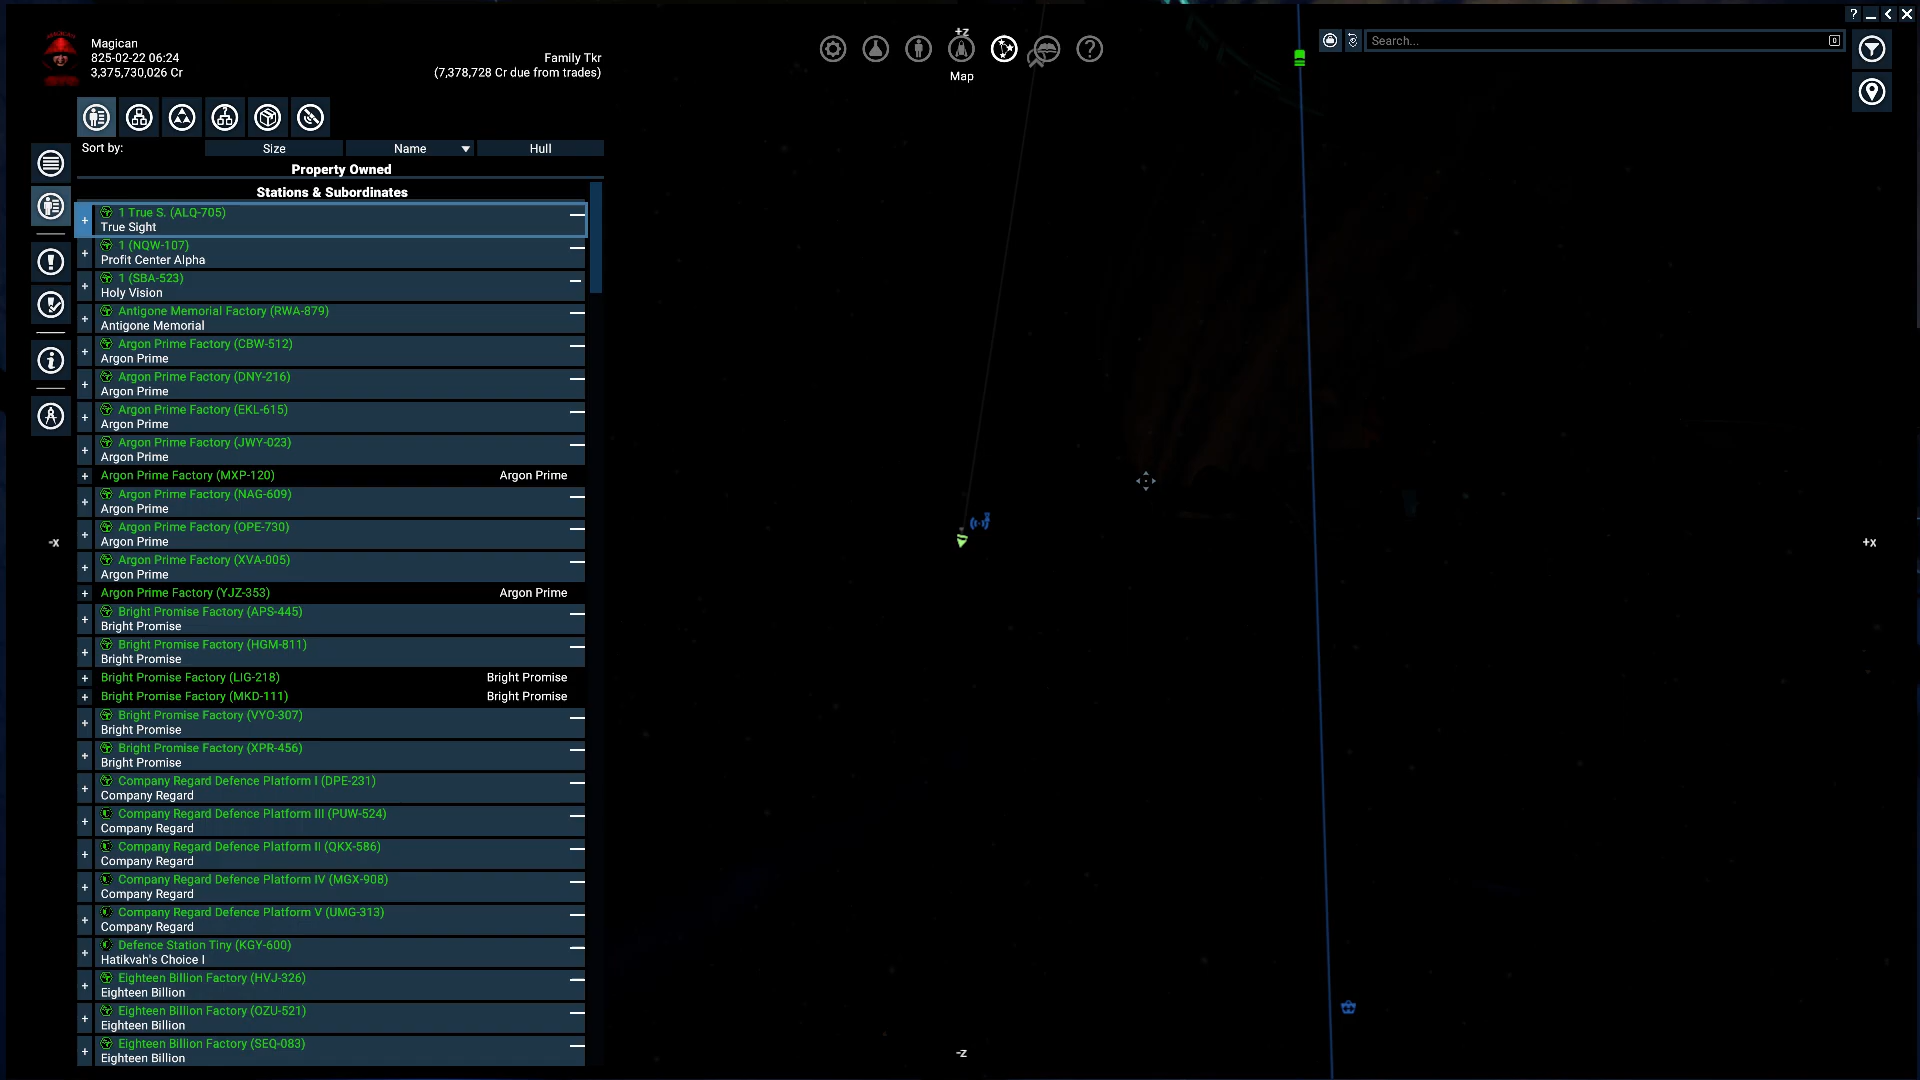 Magican
825-02-22 06:24
3,375,730,026 Cr
Family Tkr
(7,378,728 Cr due from trades)
+z
Map
Search...
Sort by:
Size
Name
Hull
Property Owned
Stations & Subordinates
1 True S. (ALQ-705)
True Sight
1 (NQW-107)
Profit Center Alpha
1 (SBA-523)
Holy Vision
Antigone Memorial Factory (RWA-879)
Antigone Memorial
Argon Prime Factory (CBW-512)
Argon Prime
Argon Prime Factory (DNY-216)
Argon Prime
Argon Prime Factory (EKL-615)
Argon Prime
Argon Prime Factory (JWY-023)
Argon Prime
Argon Prime Factory (MXP-120) Argon Prime
Argon Prime Factory (NAG-609)
Argon Prime
Argon Prime Factory (OPE-730)
Argon Prime
Argon Prime Factory (XVA-005)
Argon Prime
Argon Prime Factory (YJZ-353) Argon Prime
Bright Promise Factory (APS-445)
Bright Promise
Bright Promise Factory (HGM-811)
Bright Promise
Bright Promise Factory (LIG-218) Bright Promise
Bright Promise Factory (MKD-111) Bright Promise
Bright Promise Factory (VYO-307)
Bright Promise
Bright Promise Factory (XPR-456)
Bright Promise
Company Regard Defence Platform I (DPE-231)
Company Regard
Company Regard Defence Platform III (PUW-524)
Company Regard
Company Regard Defence Platform II (QKX-586)
Company Regard
Company Regard Defence Platform IV (MGX-908)
Company Regard
Company Regard Defence Platform V (UMG-313)
Company Regard
Defence Station Tiny (KGY-600)
Hatikvah's Choice I
Eighteen Billion Factory (HVJ-326)
Eighteen Billion
Eighteen Billion Factory (OZU-521)
Eighteen Billion
Eighteen Billion Factory (SEQ-083)
Eighteen Billion
-x
+x
-z